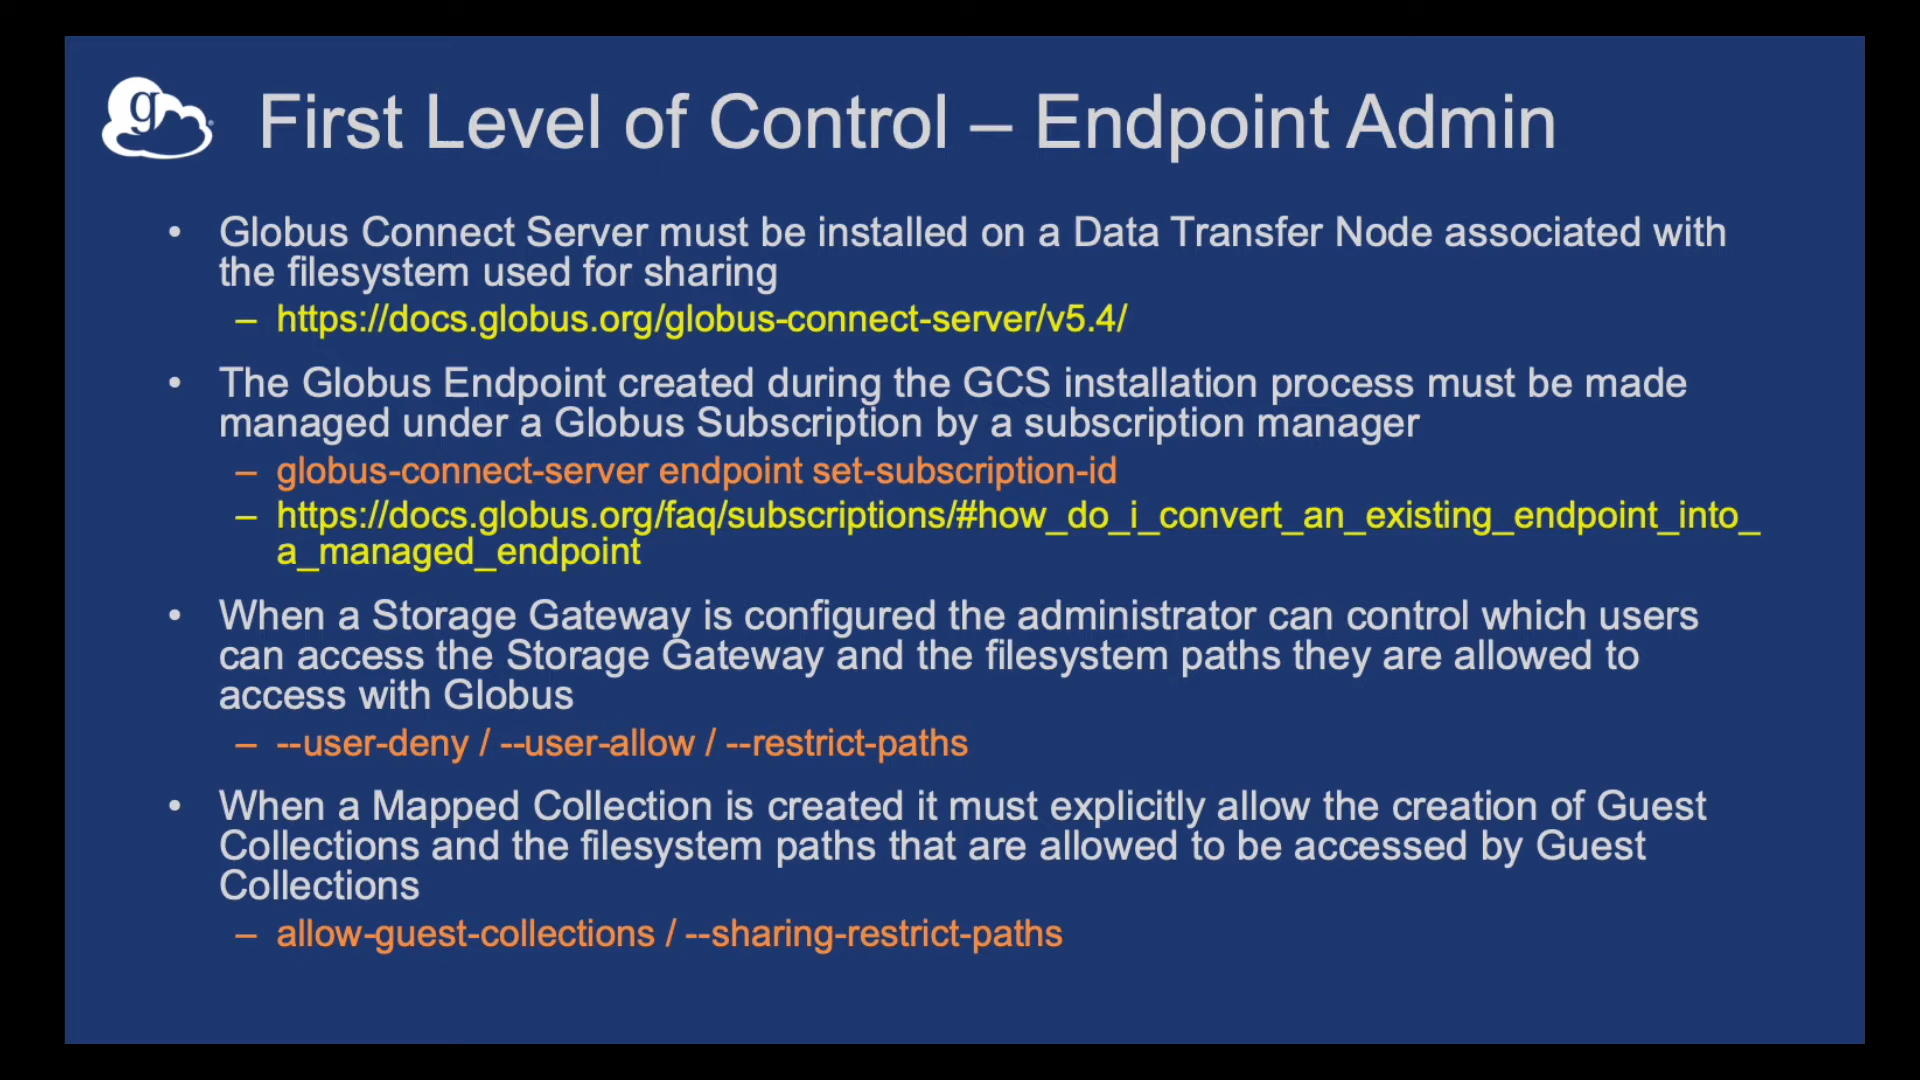 g
First Level of Control – Endpoint Admin
• Globus Connect Server must be installed on a Data Transfer Node associated with
the filesystem used for sharing
– https://docs.globus.org/globus-connect-server/v5.4/
• The Globus Endpoint created during the GCS installation process must be made
managed under a Globus Subscription by a subscription manager
– globus-connect-server endpoint set-subscription-id
– https://docs.globus.org/faq/subscriptions/#how_do_i_convert_an_existing_endpoint_into_
a_managed_endpoint
• When a Storage Gateway is configured the administrator can control which users
can access the Storage Gateway and the filesystem paths they are allowed to
access with Globus
– --user-deny / --user-allow / --restrict-paths
• When a Mapped Collection is created it must explicitly allow the creation of Guest
Collections and the filesystem paths that are allowed to be accessed by Guest
Collections
– allow-guest-collections / --sharing-restrict-paths